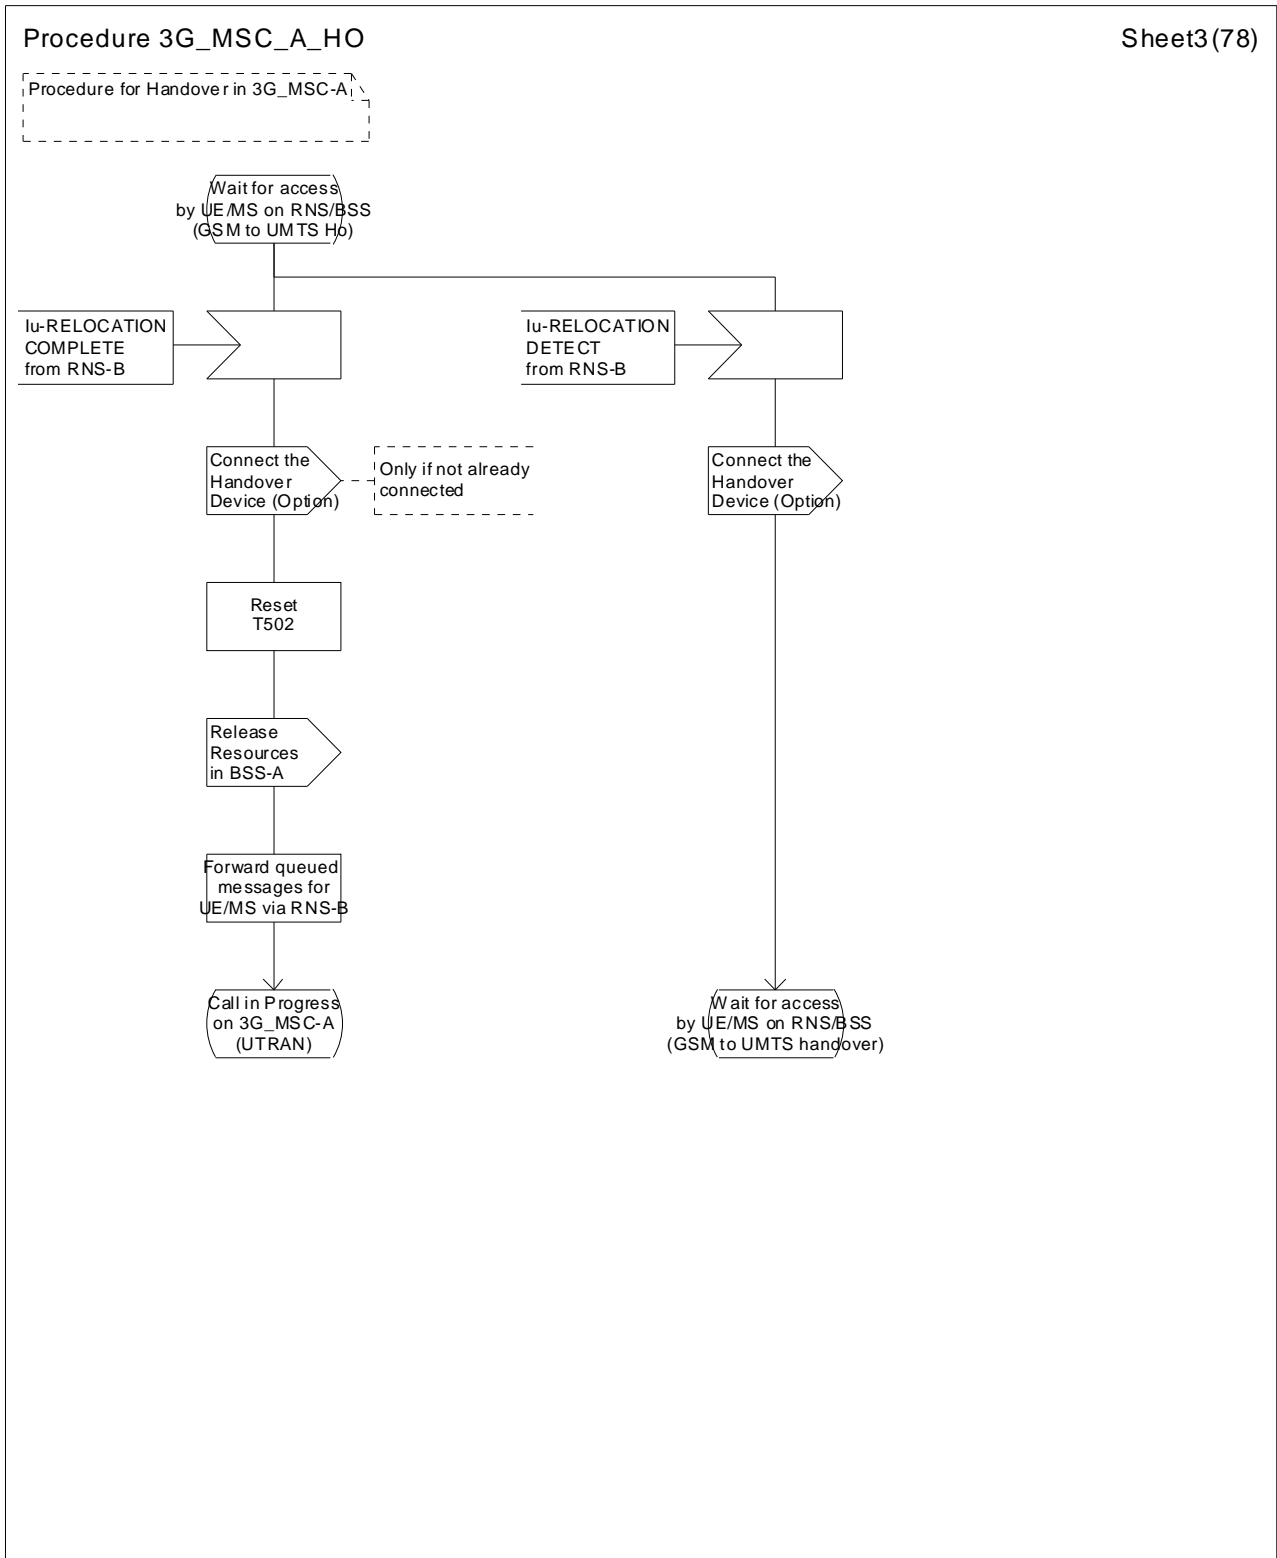 Procedure 3G_MSC_A_HO
Sheet3(78)
Procedure for Handover in 3G_MSC-A
Wait for access
by UE/MS on RNS/BSS
(GSM to UMTS Ho)
Iu-RELOCATION
COMPLETE
from RNS-B
Iu-RELOCATION
DETECT
from RNS-B
Connect the
Handover
Device (Option)
Only if not already
connected
Connect the
Handover
Device (Option)
Reset
T502
Release
Resources
in BSS-A
Forward queued
messages for
UE/MS via RNS-B
Call in Progress
on 3G_MSC-A
(UTRAN)
Wait for access
by UE/MS on RNS/BSS
(GSM to UMTS handover)